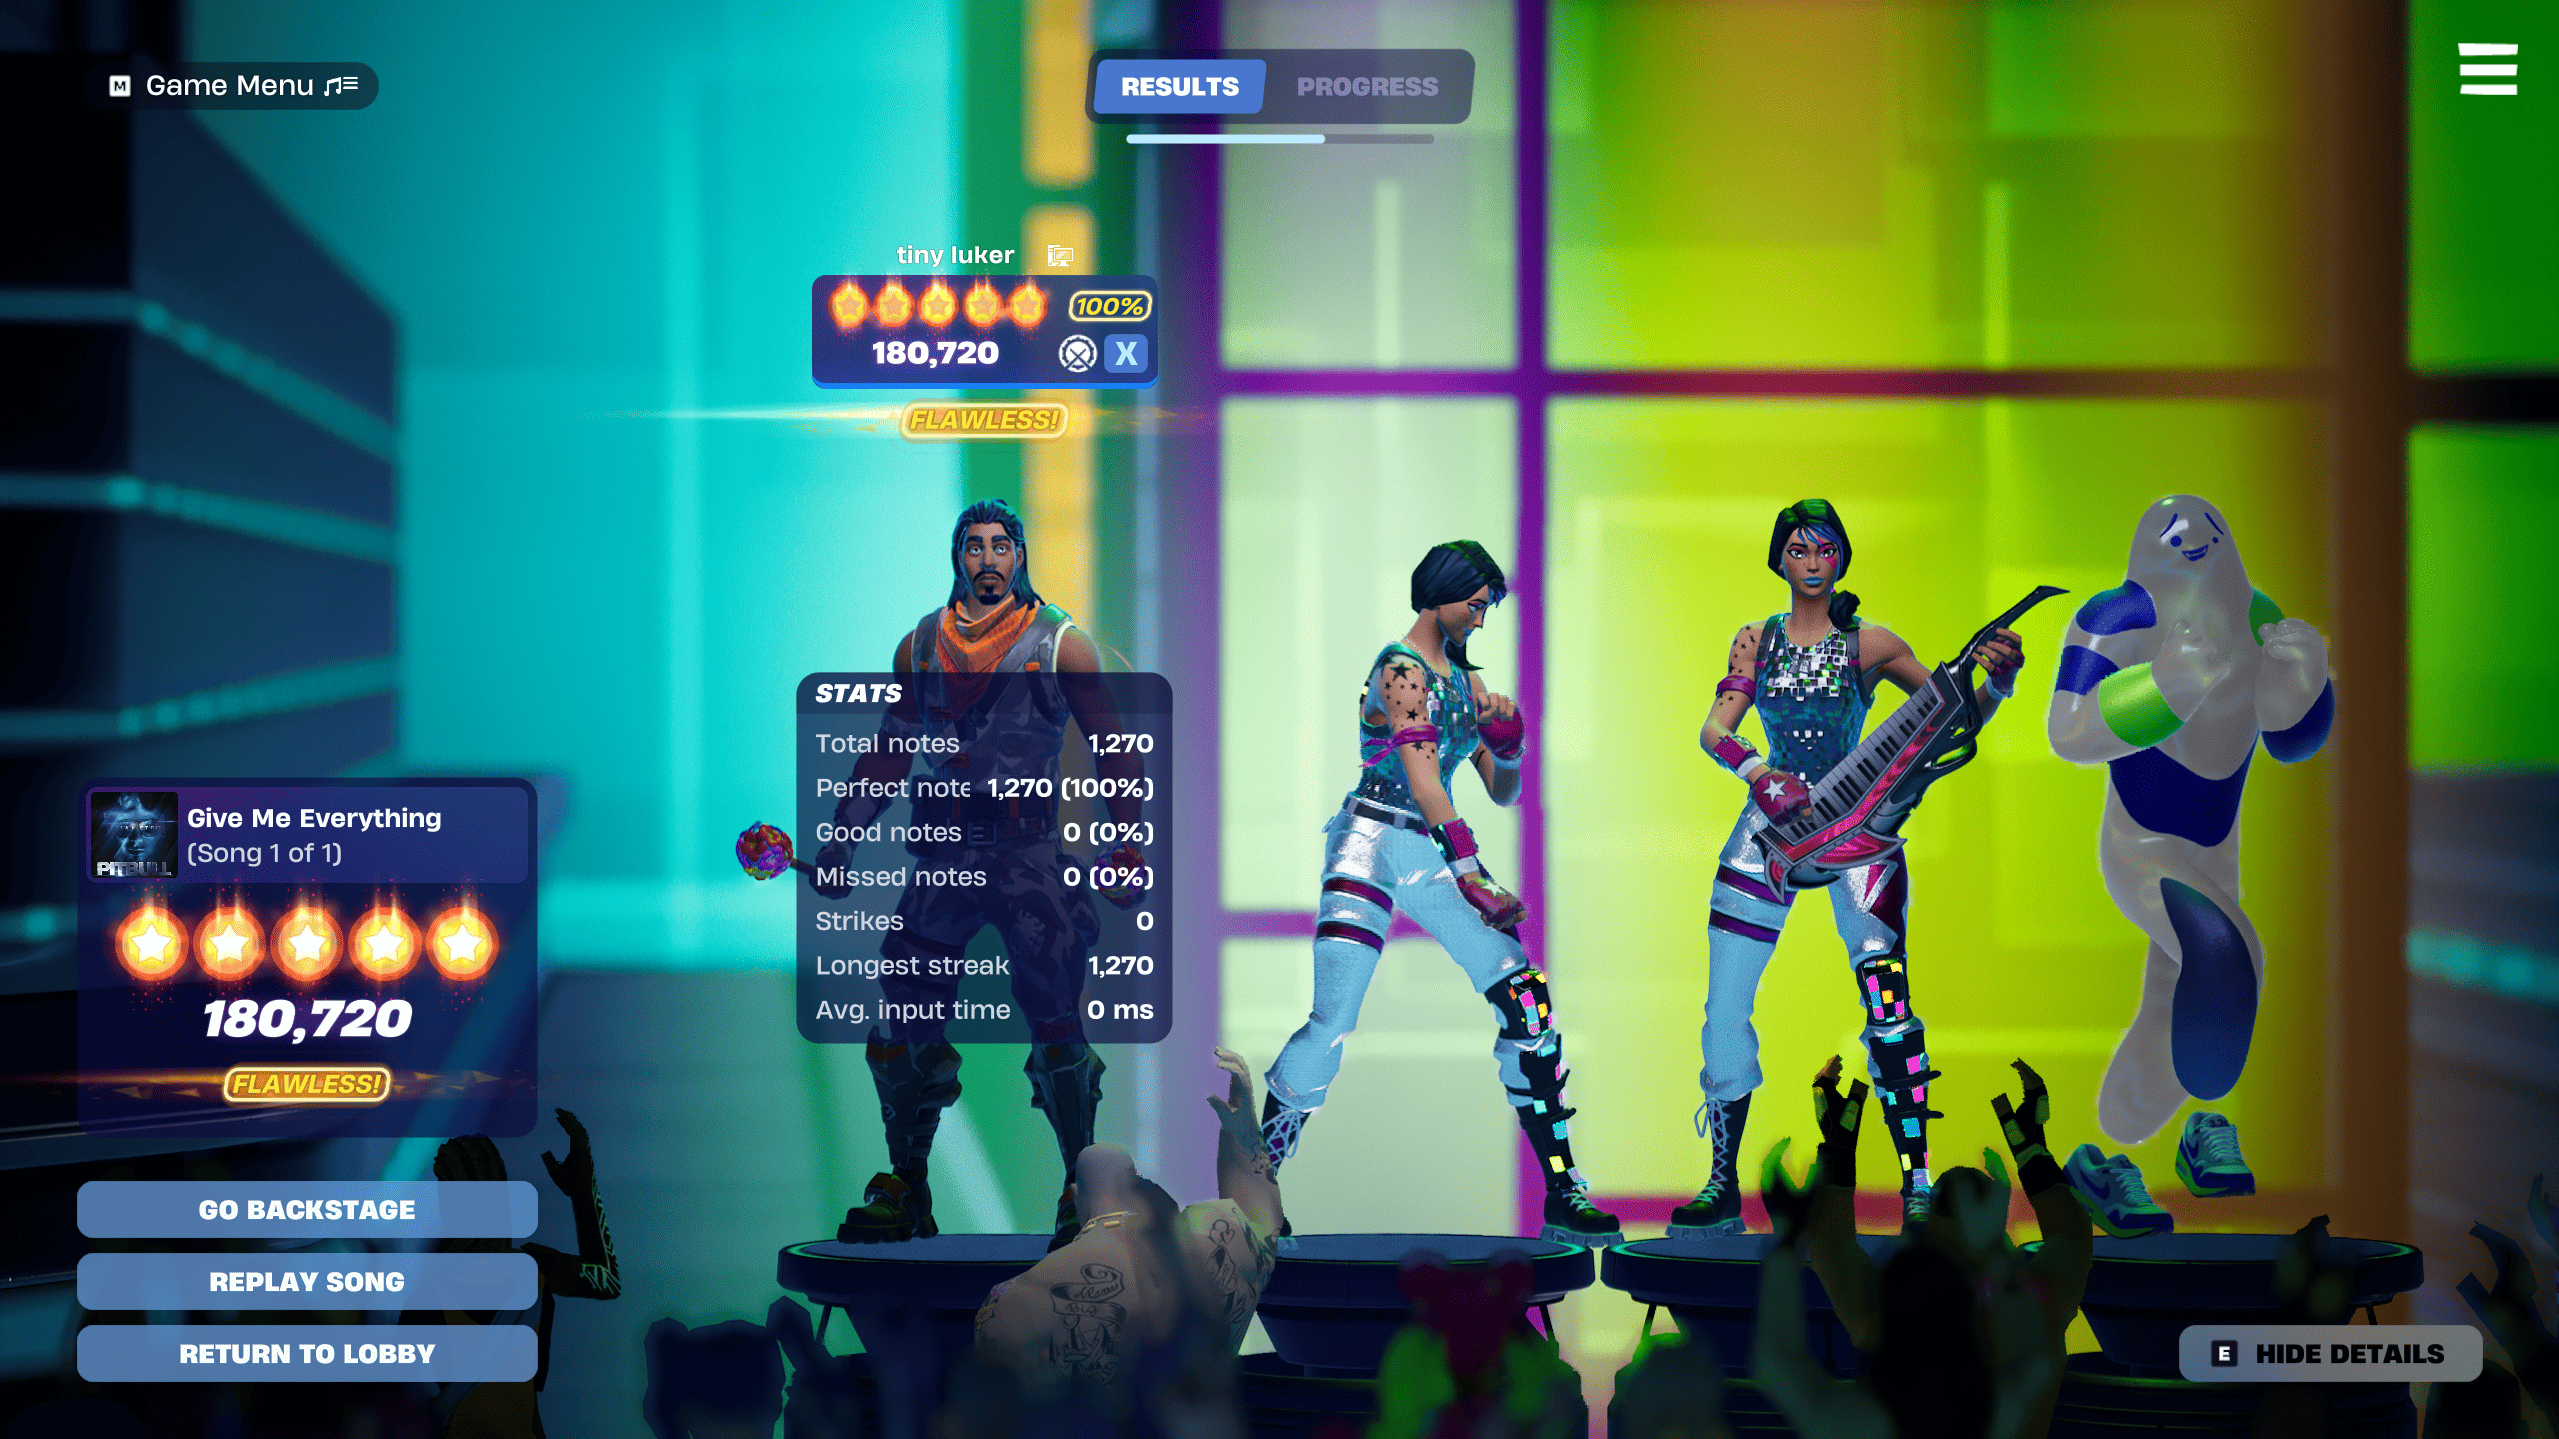 M Game Menu
RESULTS PROGRESS
tiny luker
100%
180,720 X
FLAWLESS!
STATS
Total notes 1,270
Perfect note 1,270 (100%)
Good notes 0 (0%)
Missed notes 0 (0%)
Strikes 0
Longest streak 1,270
Avg. input time 0 ms
PITBULL
Give Me Everything
(Song 1 of 1)
180,720
FLAWLESS!
GO BACKSTAGE
REPLAY SONG
RETURN TO LOBBY
E HIDE DETAILS